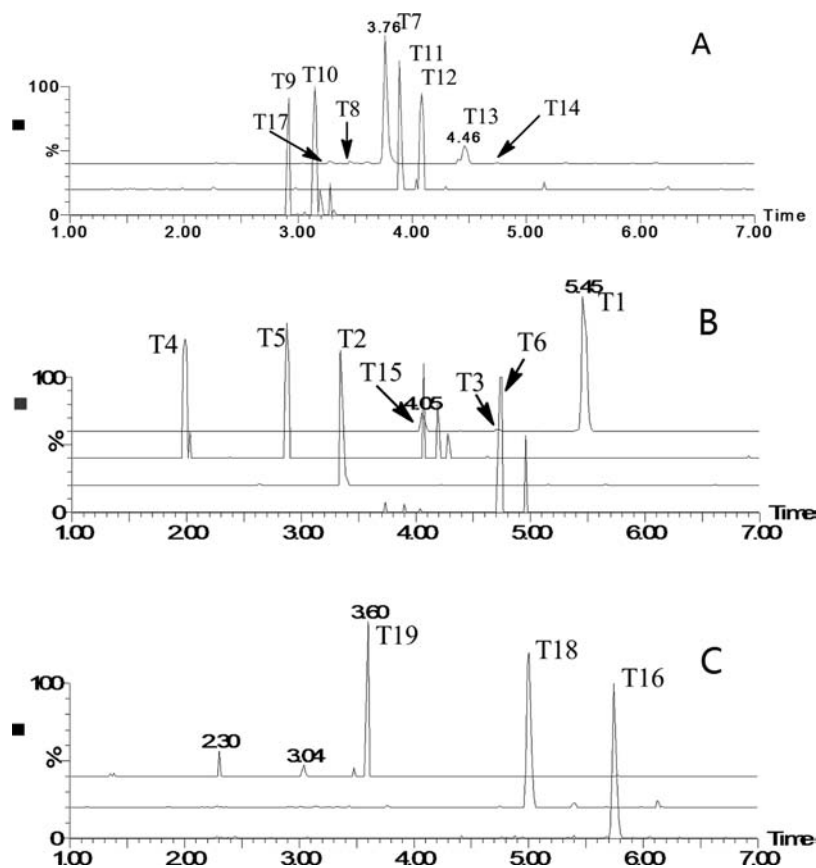 3.76 T7 A
T11
100 T9 T10 T12
T17 T8 T13 T14
4.46
%
0 Time
1.00 2.00 3.00 4.00 5.00 6.00 7.00
5.45
T1 B
T4 T5 T2 T6
T15 T3
100 4.05
%
0 Time
1.00 2.00 3.00 4.00 5.00 6.00 7.00
3.60
T19 T18 C
100 T16
2.30 3.04
%
0 Time
1.00 2.00 3.00 4.00 5.00 6.00 7.00